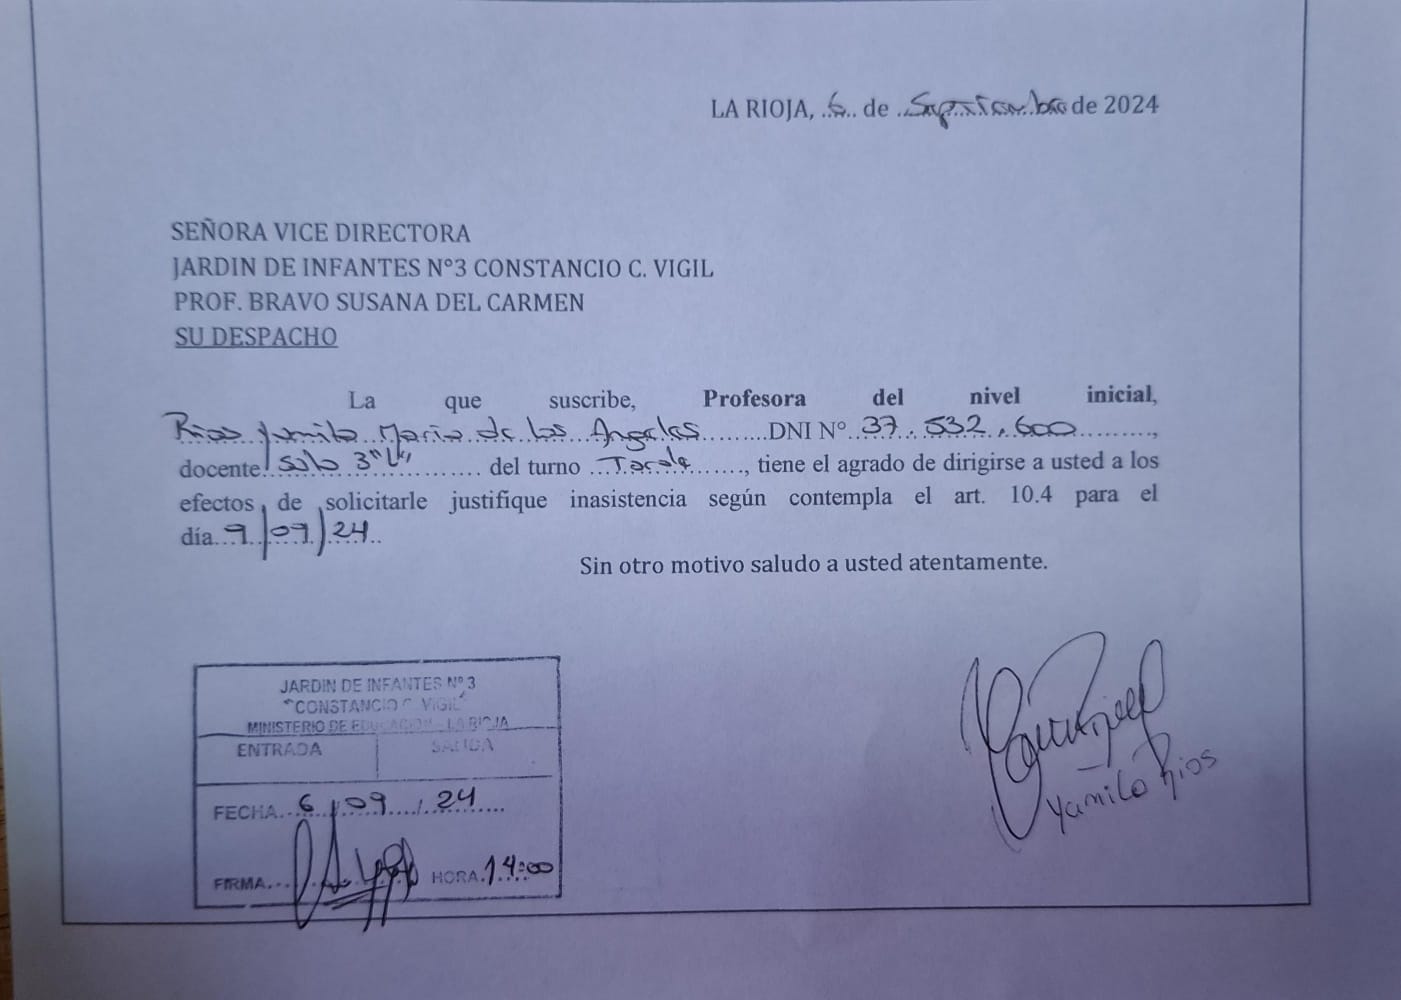 LA RIOJA, 6 de Septiembre de 2024
SEÑORA VICE DIRECTORA
JARDIN DE INFANTES N°3 CONSTANCIO C. VIGIL
PROF. BRAVO SUSANA DEL CARMEN
SU DESPACHO
La que suscribe, Profesora del nivel inicial,
Rios Yamila Maria de los Angeles DNI N° 37.532.600,
docente sala 3" del turno Tarde, tiene el agrado de dirigirse a usted a los
efectos de solicitarle justifique inasistencia según contempla el art. 10.4 para el
día 9/09/24
Sin otro motivo saludo a usted atentamente.
JARDIN DE INFANTES Nº 3
"CONSTANCIO C. VIGIL"
MINISTERIO DE EDUCACION - LA RIOJA
ENTRADA SALIDA
FECHA 6/09/24
FIRMA HORA 14:00
Yamila Rios